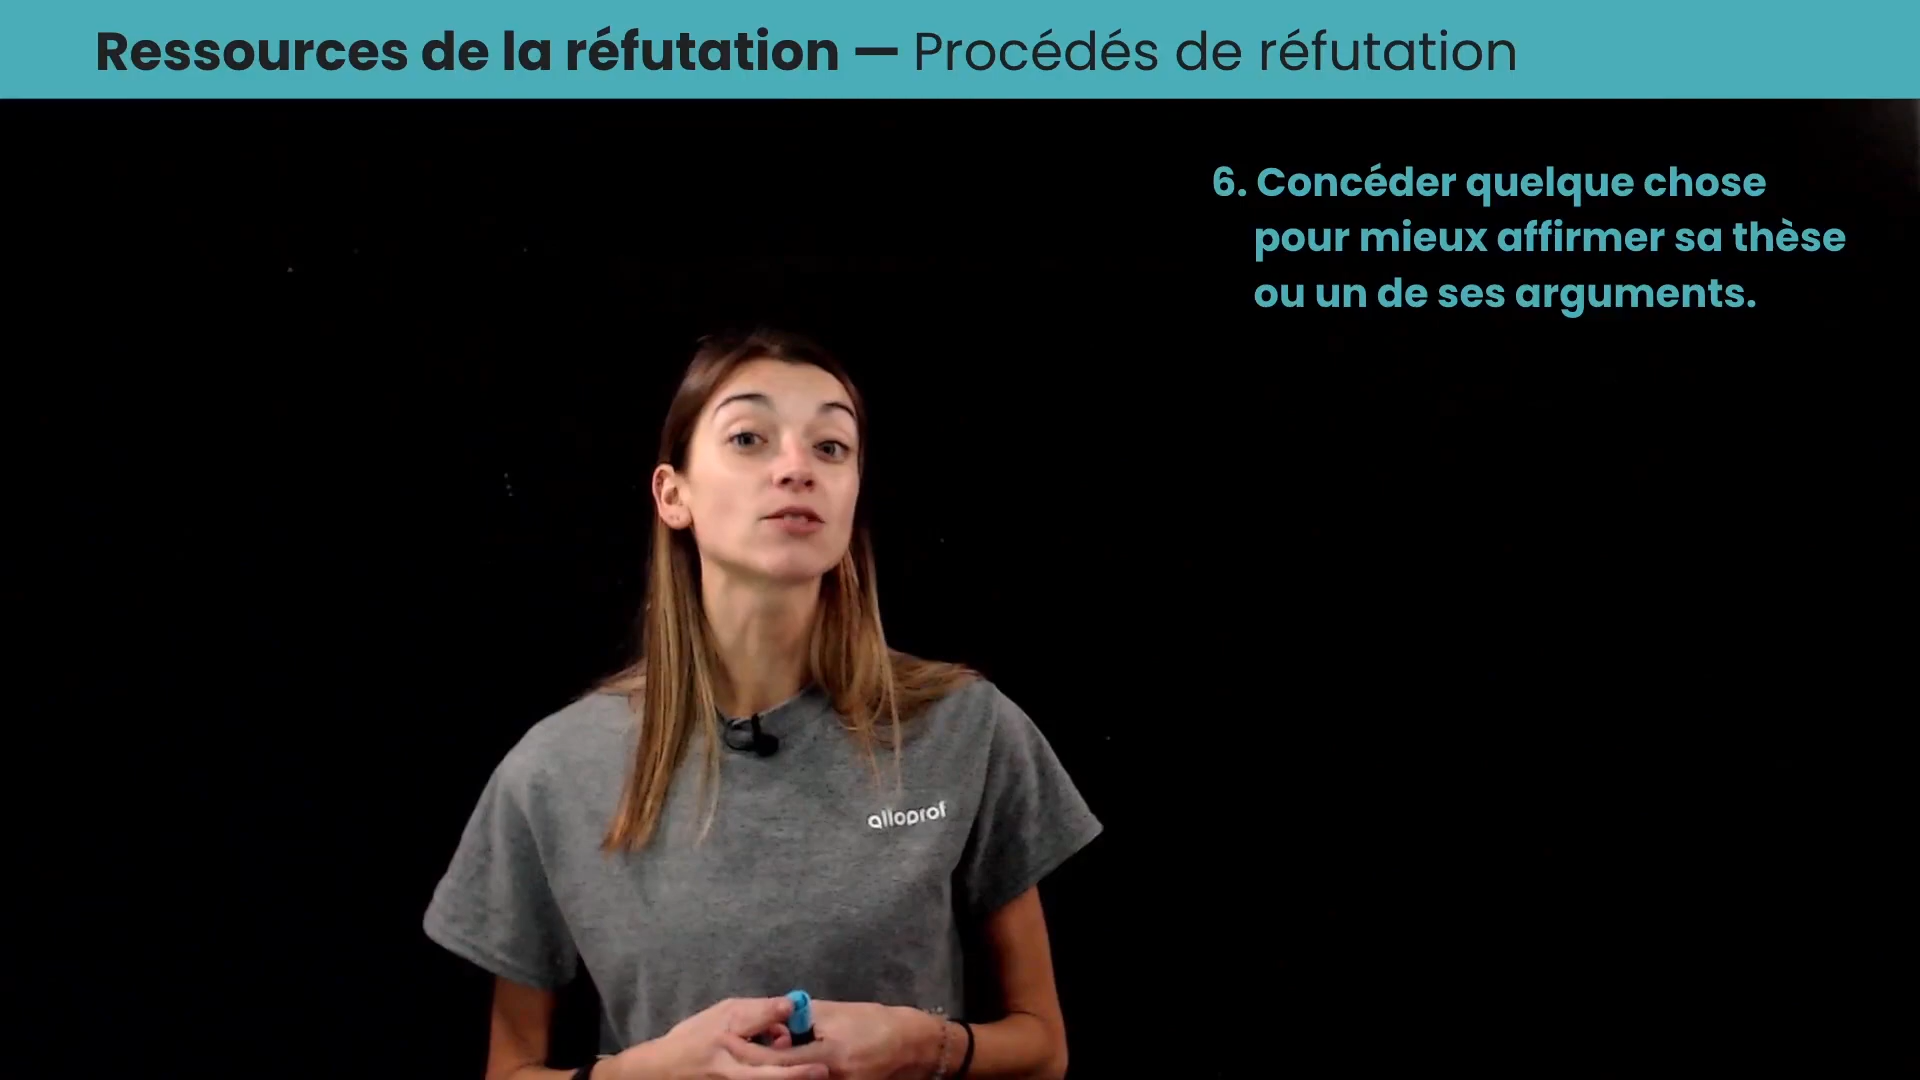 Ressources de la réfutation — Procédés de réfutation
6. Concéder quelque chose
pour mieux affirmer sa thèse
ou un de ses arguments.
alloprof